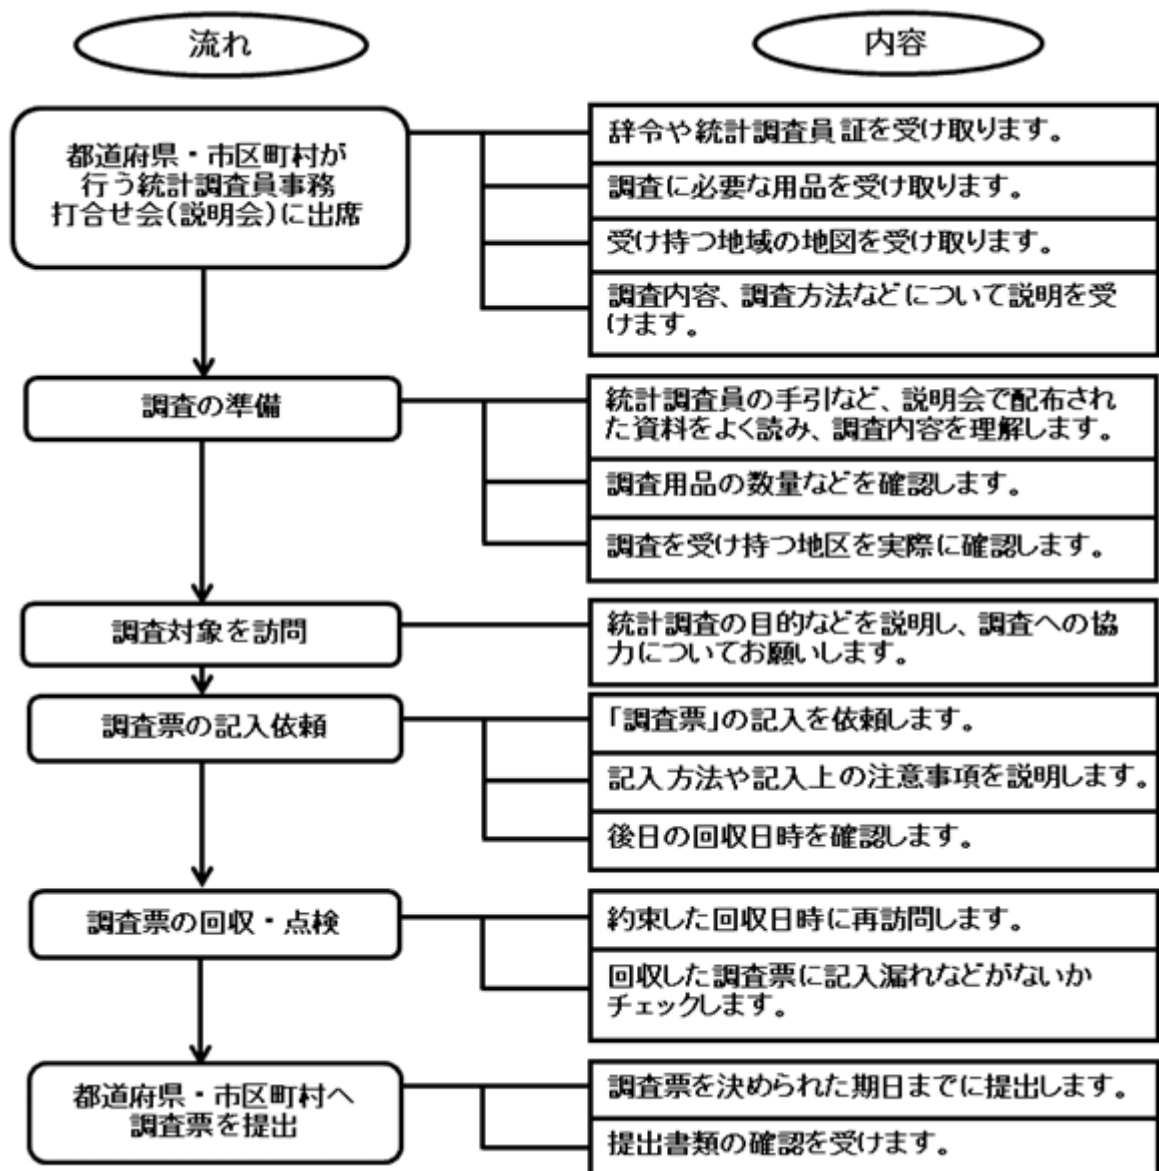 流れ
内容
都道府県・市区町村が
行う統計調査員事務
打合せ会(説明会)に出席
辞令や統計調査員証を受け取ります。
調査に必要な用品を受け取ります。
受け持つ地域の地図を受け取ります。
調査内容、調査方法などについて説明を受
けます。
調査の準備
統計調査員の手引など、説明会で配布され
た資料をよく読み、調査内容を理解します。
調査用品の数量などを確認します。
調査を受け持つ地区を実際に確認します。
調査対象を訪問
統計調査の目的などを説明し、調査への協
力についてお願いします。
調査票の記入依頼
「調査票」の記入を依頼します。
記入方法や記入上の注意事項を説明します。
後日の回収日時を確認します。
調査票の回収・点検
約束した回収日時に再訪問します。
回収した調査票に記入漏れなどがないか
チェックします。
都道府県・市区町村へ
調査票を提出
調査票を決められた期日までに提出します。
提出書類の確認を受けます。